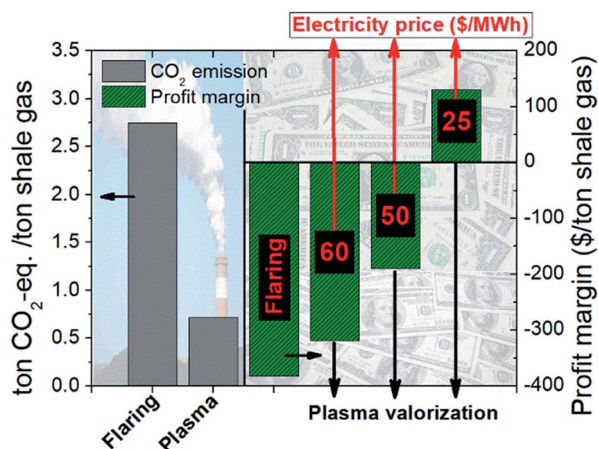 Electricity price ($/MWh)
CO2 emission
Profit margin
ton CO2-eq. /ton shale gas
3.5
3.0
2.5
2.0
1.5
1.0
0.5
0.0
Flaring
Plasma
Flaring
60
50
25
Plasma valorization
200
100
0
-100
-200
-300
-400
Profit margin ($/ton shale gas)